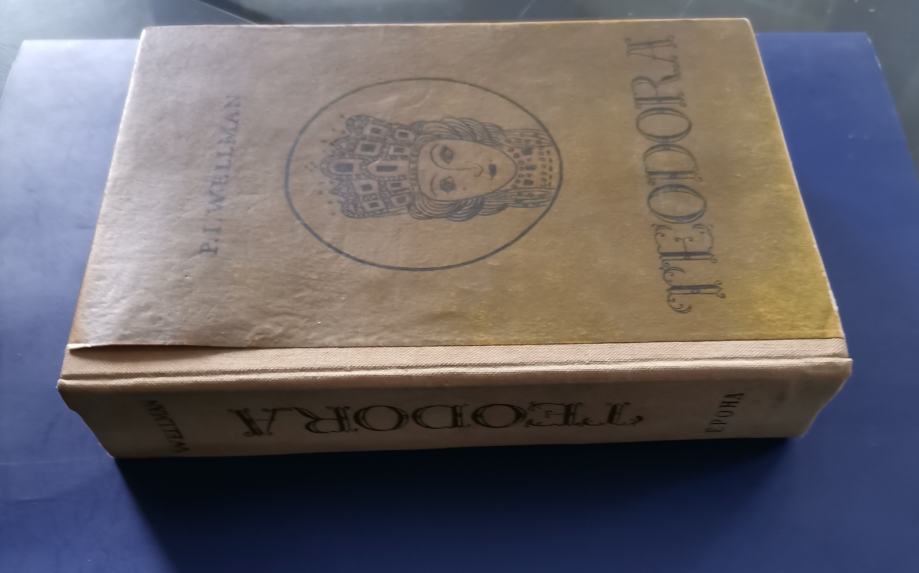 P. I. WELLMAN
TEODORA
WELLMAN
TEODORA
EPOHA